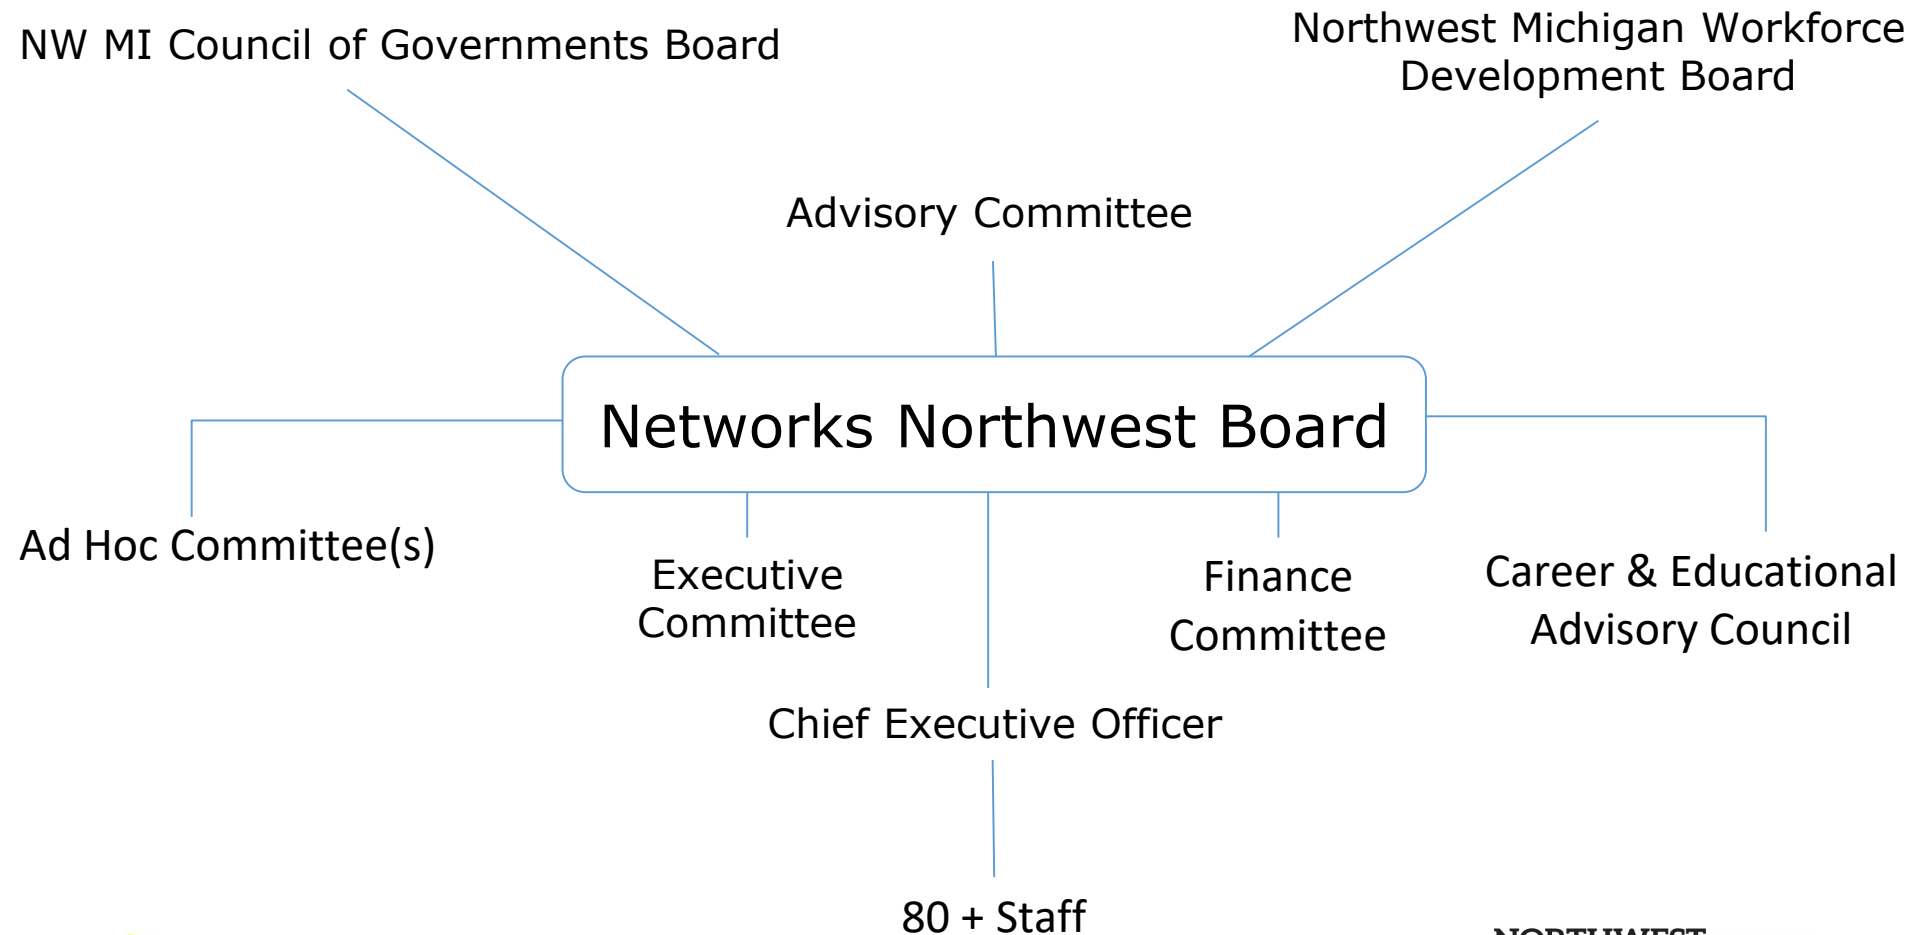 NW MI Council of Governments Board
Northwest Michigan Workforce
Development Board
Advisory Committee
Networks Northwest Board
Ad Hoc Committee(s)
Executive
Committee
Finance
Committee
Career & Educational
Advisory Council
Chief Executive Officer
80 + Staff
NORTHWEST